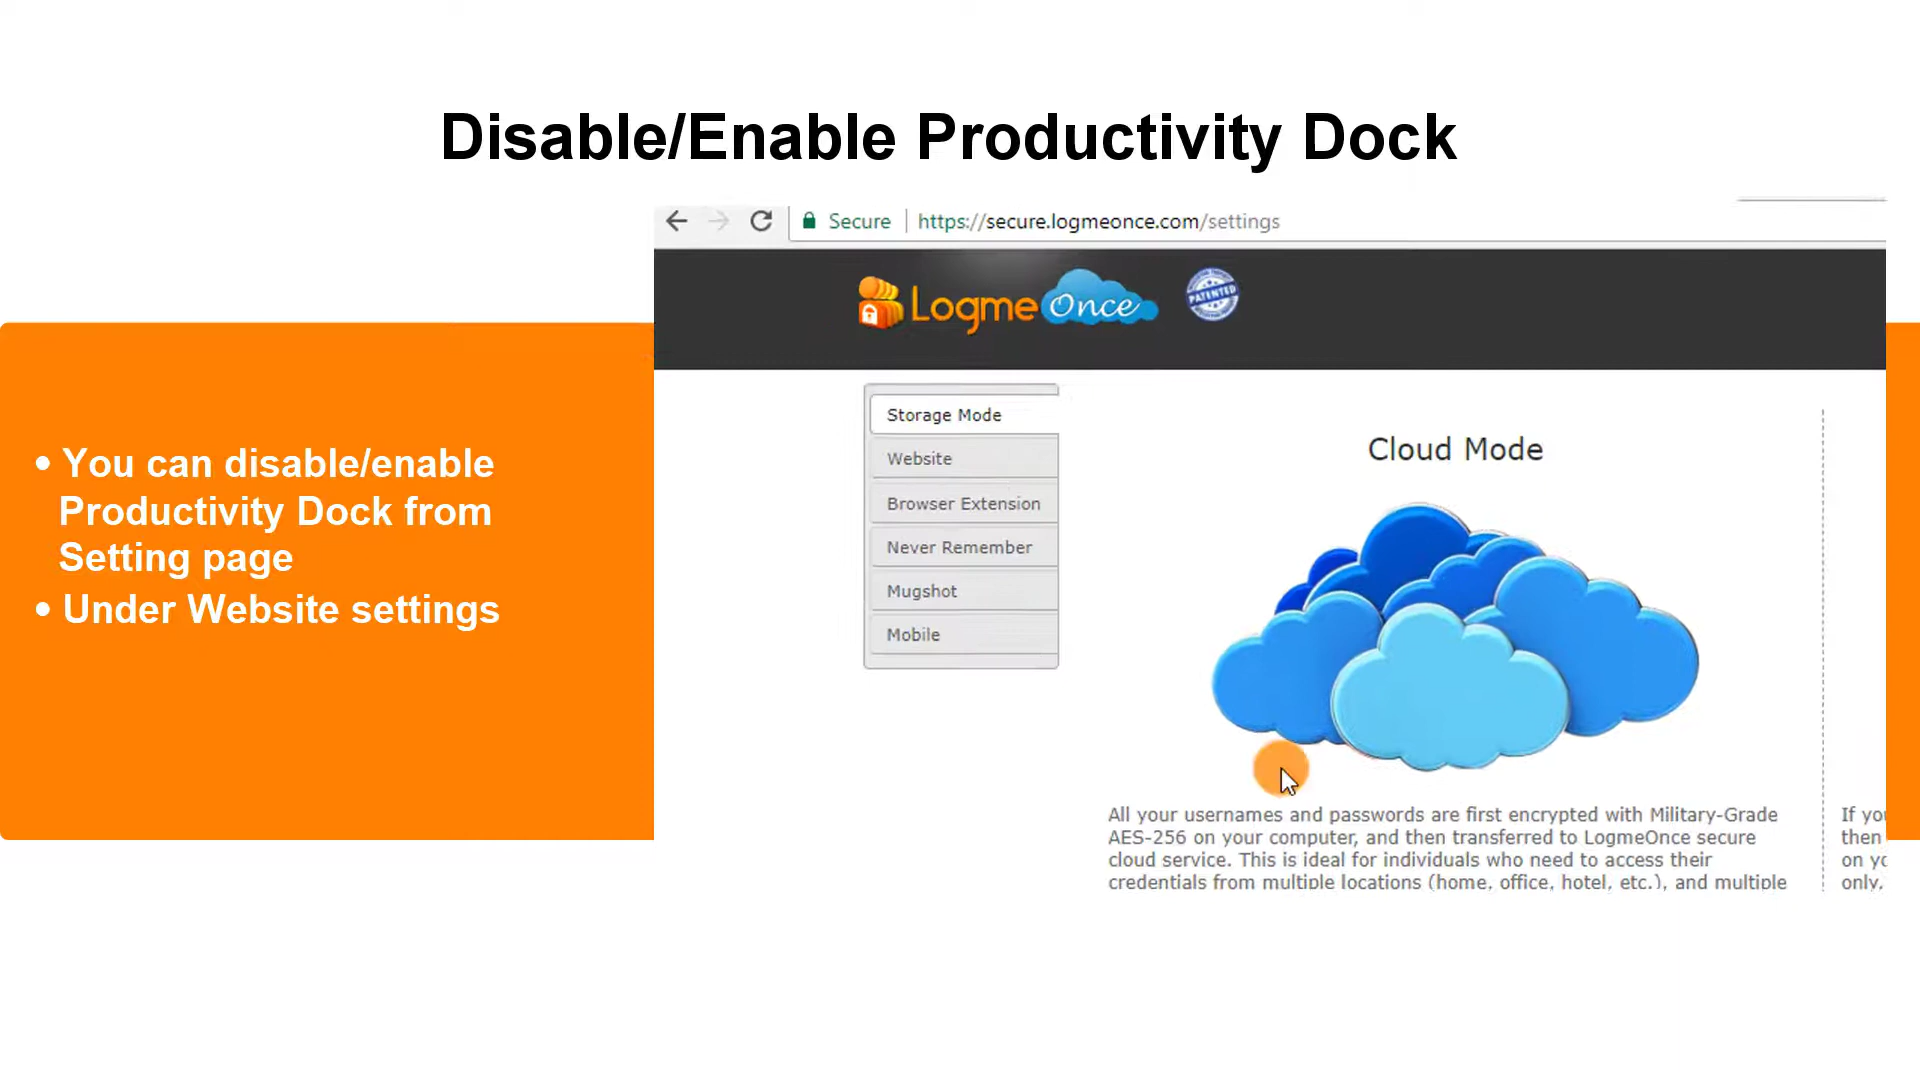 Disable/Enable Productivity Dock
Secure https://secure.logmeonce.com/settings
Logme Once PATENTED
• You can disable/enable
Productivity Dock from
Setting page
• Under Website settings
Storage Mode
Website
Browser Extension
Never Remember
Mugshot
Mobile
Cloud Mode
All your usernames and passwords are first encrypted with Military-Grade
AES-256 on your computer, and then transferred to LogmeOnce secure
cloud service. This is ideal for individuals who need to access their
credentials from multiple locations (home, office, hotel, etc.), and multiple
If you
then
on yo
only,